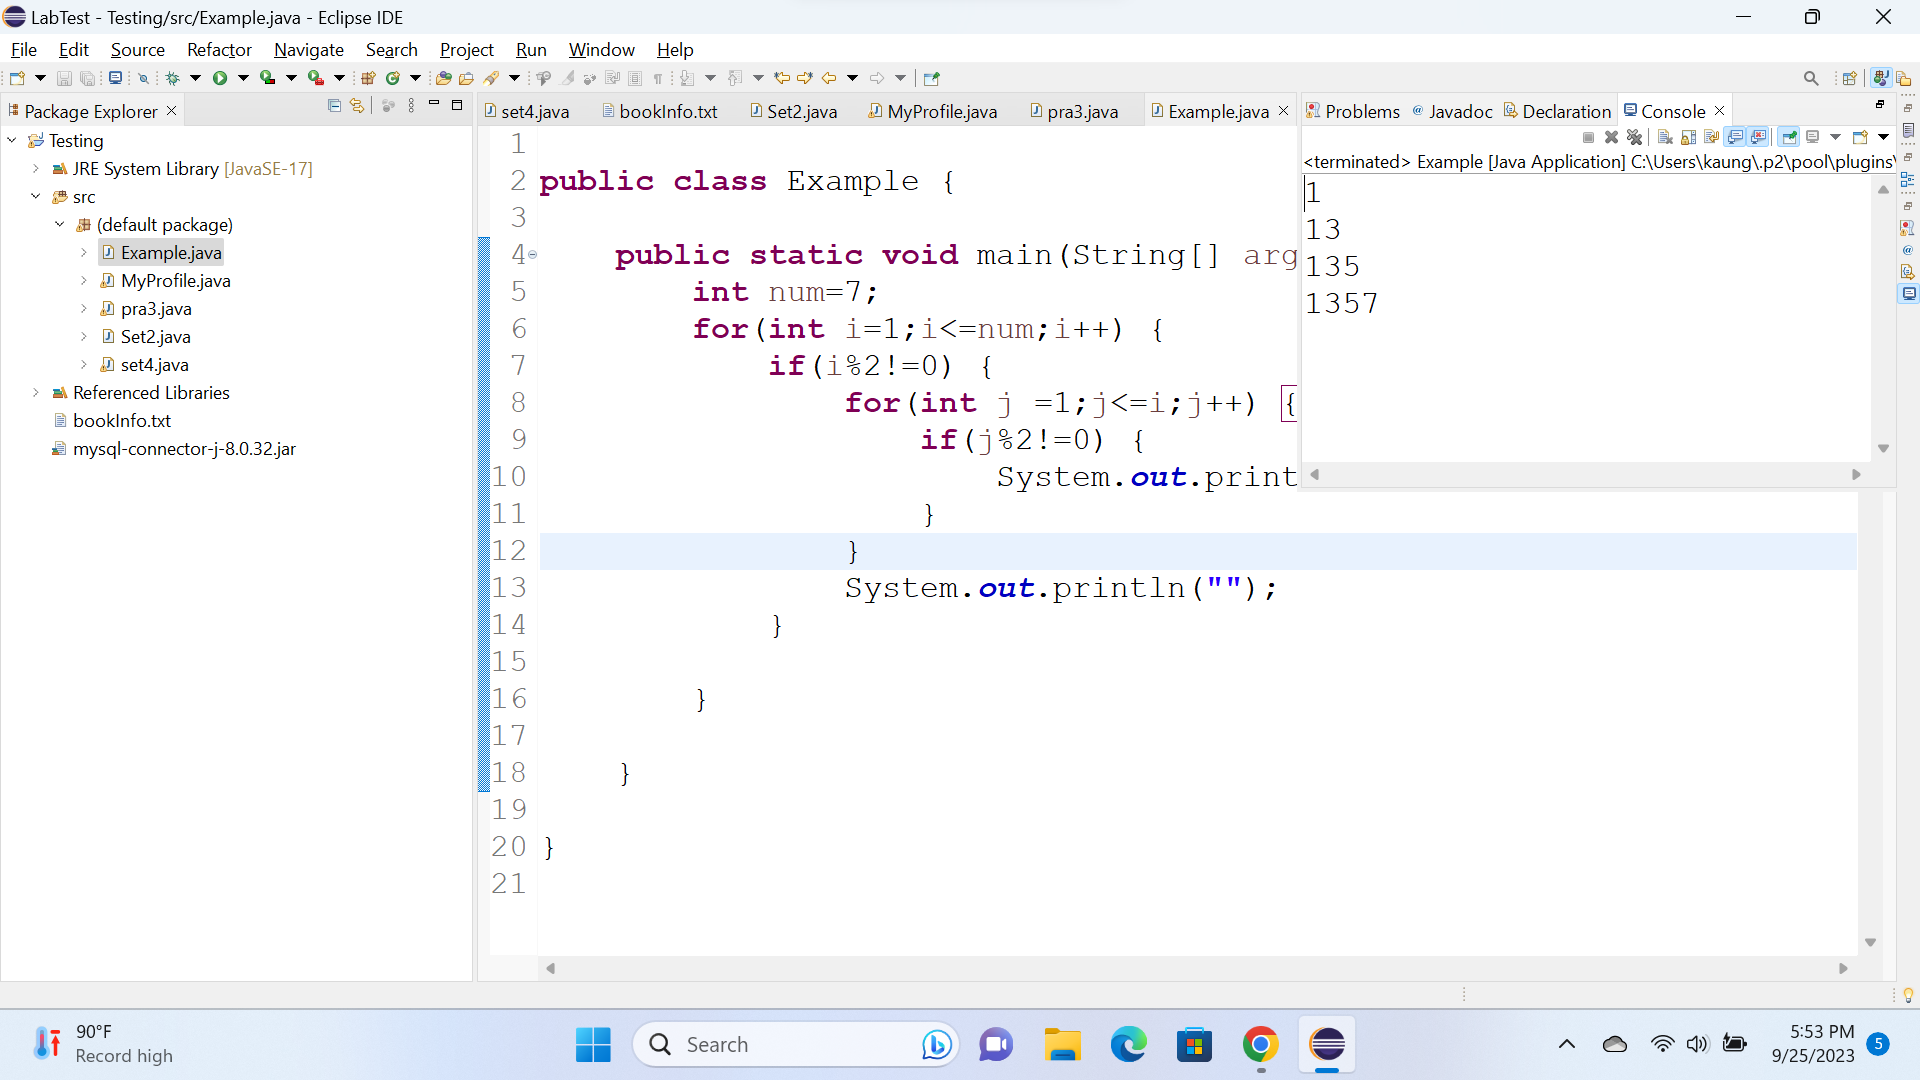 LabTest - Testing/src/Example.java - Eclipse IDE
File Edit Source Refactor Navigate Search Project Run Window Help
Package Explorer
Testing
JRE System Library [JavaSE-17]
src
(default package)
Example.java
MyProfile.java
pra3.java
Set2.java
set4.java
Referenced Libraries
bookInfo.txt
mysql-connector-j-8.0.32.jar
set4.java bookInfo.txt Set2.java MyProfile.java pra3.java Example.java
1
2 public class Example {
3
4 public static void main(String[] arg
5 int num=7;
6 for(int i=1;i<=num;i++) {
7 if(i%2!=0) {
8 for(int j =1;j<=i;j++) {
9 if(j%2!=0) {
10 System.out.print
11 }
12 }
13 System.out.println("");
14 }
15
16 }
17
18 }
19
20 }
21
Problems @ Javadoc Declaration Console
<terminated> Example [Java Application] C:\Users\kaung\.p2\pool\plugins\
1
13
135
1357
90°F
Record high
Search
5:53 PM
9/25/2023
5